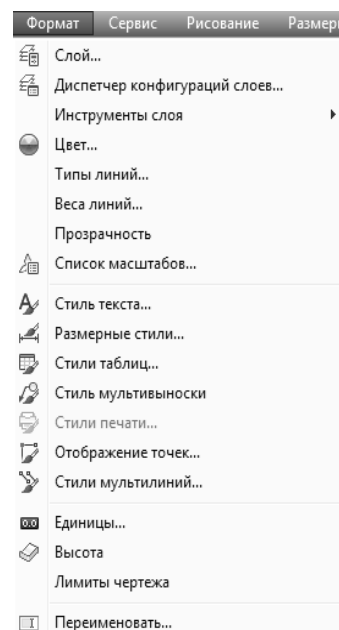 Формат Сервис Рисование Размеры
Слой...
Диспетчер конфигураций слоев...
Инструменты слоя
Цвет...
Типы линий...
Веса линий...
Прозрачность
Список масштабов...
Стиль текста...
Размерные стили...
Стили таблиц...
Стиль мультивыноски
Стили печати...
Отображение точек...
Стили мультилиний...
0.0 Единицы...
Высота
Лимиты чертежа
Переименовать...